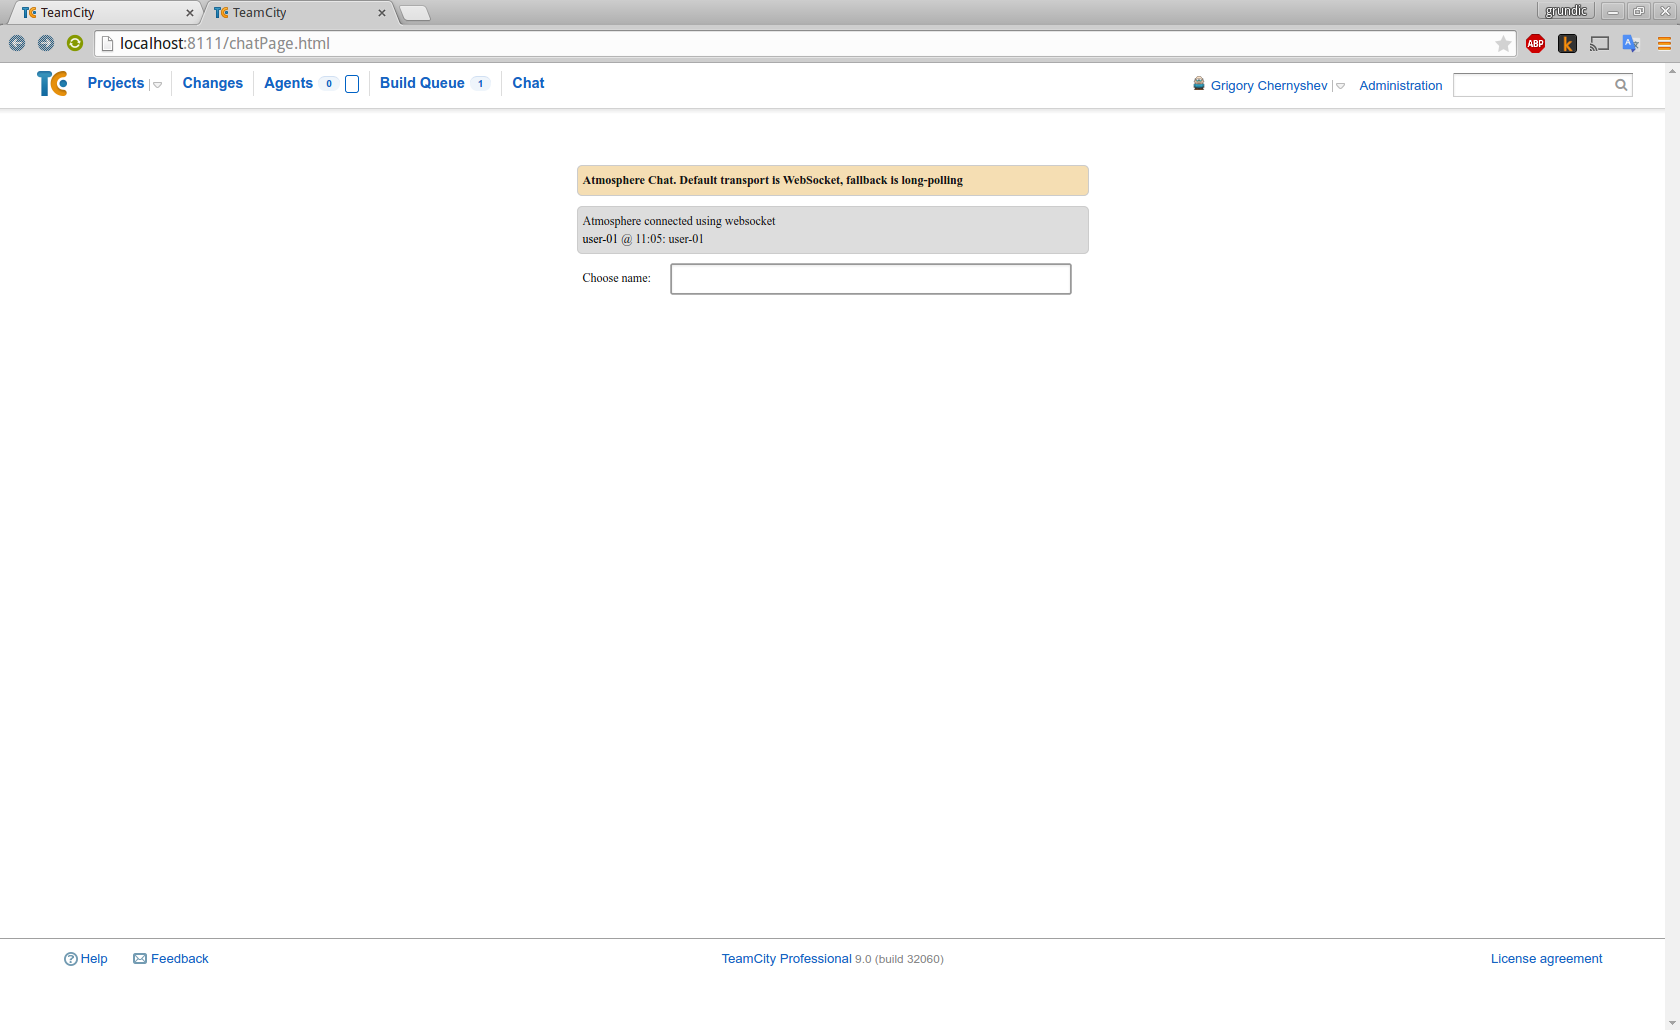 TeamCity TeamCity grundic
localhost:8111/chatPage.html ABP k A
TC Projects Changes Agents 0 Build Queue 1 Chat Grigory Chernyshev Administration
Atmosphere Chat. Default transport is WebSocket, fallback is long-polling
Atmosphere connected using websocket
user-01 @ 11:05: user-01
Choose name:
Help Feedback TeamCity Professional 9.0 (build 32060) License agreement